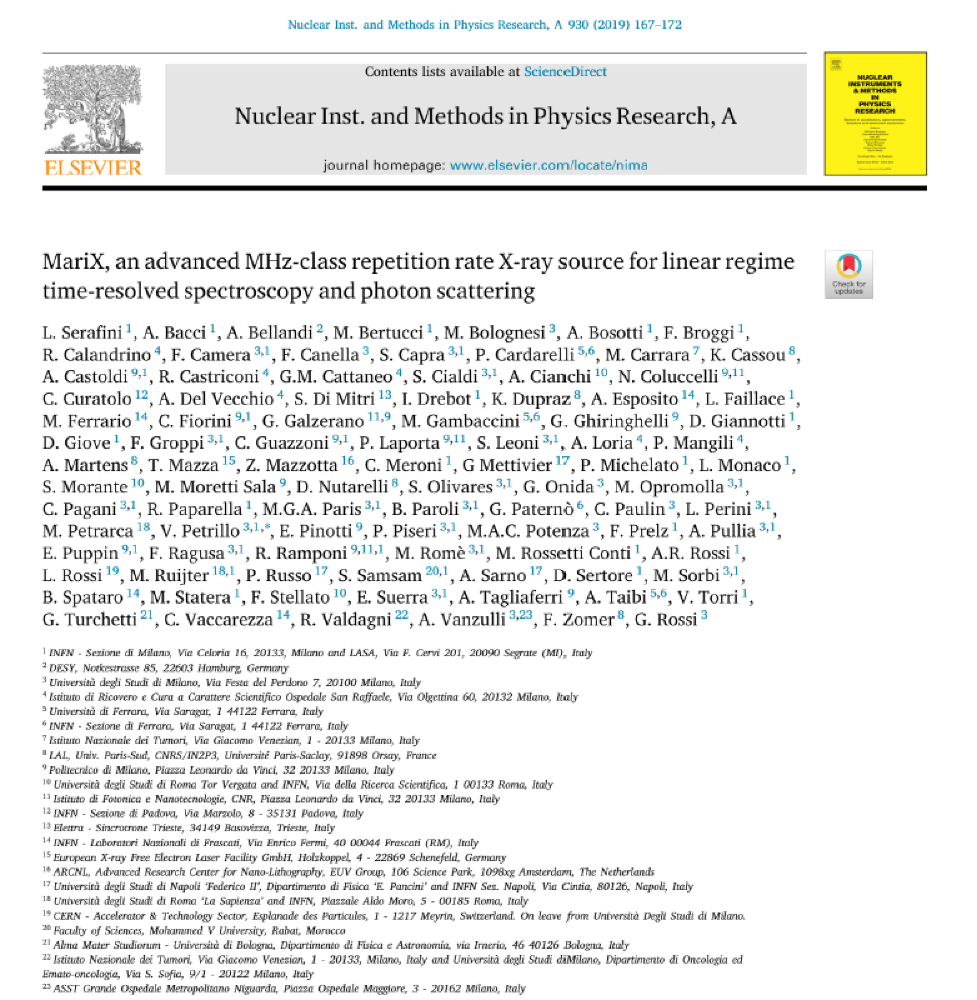 Nuclear Inst. and Methods in Physics Research, A 930 (2019) 167–172
Contents lists available at ScienceDirect
Nuclear Inst. and Methods in Physics Research, A
journal homepage: www.elsevier.com/locate/nima
ELSEVIER
NUCLEAR
INSTRUMENTS
& METHODS
IN
PHYSICS
RESEARCH
MariX, an advanced MHz-class repetition rate X-ray source for linear regime
time-resolved spectroscopy and photon scattering
Check for
updates
L. Serafini 1, A. Bacci 1, A. Bellandi 2, M. Bertucci 1, M. Bolognesi 3, A. Bosotti 1, F. Broggi 1,
R. Calandrino 4, F. Camera 3,1, F. Canella 3, S. Capra 3,1, P. Cardarelli 5,6, M. Carrara 7, K. Cassou 8,
A. Castoldi 9,1, R. Castriconi 4, G.M. Cattaneo 4, S. Cialdi 3,1, A. Cianchi 10, N. Coluccelli 9,11,
C. Curatolo 12, A. Del Vecchio 4, S. Di Mitri 13, I. Drebot 1, K. Dupraz 8, A. Esposito 14, L. Faillace 1,
M. Ferrario 14, C. Fiorini 9,1, G. Galzerano 11,9, M. Gambaccini 5,6, G. Ghiringhelli 9, D. Giannotti 1,
D. Giove 1, F. Groppi 3,1, C. Guazzoni 9,1, P. Laporta 9,11, S. Leoni 3,1, A. Loria 4, P. Mangili 4,
A. Martens 8, T. Mazza 15, Z. Mazzotta 16, C. Meroni 1, G Mettivier 17, P. Michelato 1, L. Monaco 1,
S. Morante 10, M. Moretti Sala 9, D. Nutarelli 8, S. Olivares 3,1, G. Onida 3, M. Opromolla 3,1,
C. Pagani 3,1, R. Paparella 1, M.G.A. Paris 3,1, B. Paroli 3,1, G. Paternò 6, C. Paulin 3, L. Perini 3,1,
M. Petrarca 18, V. Petrillo 3,1,*, E. Pinotti 9, P. Piseri 3,1, M.A.C. Potenza 3, F. Prelz 1, A. Pullia 3,1,
E. Puppin 9,1, F. Ragusa 3,1, R. Ramponi 9,11,1, M. Romè 3,1, M. Rossetti Conti 1, A.R. Rossi 1,
L. Rossi 19, M. Ruijter 18,1, P. Russo 17, S. Samsam 20,1, A. Sarno 17, D. Sertore 1, M. Sorbi 3,1,
B. Spataro 14, M. Statera 1, F. Stellato 10, E. Suerra 3,1, A. Tagliaferri 9, A. Taibi 5,6, V. Torri 1,
G. Turchetti 21, C. Vaccarezza 14, R. Valdagni 22, A. Vanzulli 3,23, F. Zomer 8, G. Rossi 3
1 INFN - Sezione di Milano, Via Celoria 16, 20133, Milano and LASA, Via F. Cervi 201, 20090 Segrate (MI), Italy
2 DESY, Notkestrasse 85, 22603 Hamburg, Germany
3 Università degli Studi di Milano, Via Festa del Perdono 7, 20100 Milano, Italy
4 Istituto di Ricovero e Cura a Carattere Scientifico Ospedale San Raffaele, Via Olgettina 60, 20132 Milano, Italy
5 Università di Ferrara, Via Saragat, 1 44122 Ferrara, Italy
6 INFN - Sezione di Ferrara, Via Saragat, 1 44122 Ferrara, Italy
7 Istituto Nazionale dei Tumori, Via Giacomo Venezian, 1 - 20133 Milano, Italy
8 LAL, Univ. Paris-Sud, CNRS/IN2P3, Université Paris-Saclay, 91898 Orsay, France
9 Politecnico di Milano, Piazza Leonardo da Vinci, 32 20133 Milano, Italy
10 Università degli Studi di Roma Tor Vergata and INFN, Via della Ricerca Scientifica, 1 00133 Roma, Italy
11 Istituto di Fotonica e Nanotecnologie, CNR, Piazza Leonardo da Vinci, 32 20133 Milano, Italy
12 INFN - Sezione di Padova, Via Marzolo, 8 - 35131 Padova, Italy
13 Elettra - Sincrotrone Trieste, 34149 Basovizza, Trieste, Italy
14 INFN - Laboratori Nazionali di Frascati, Via Enrico Fermi, 40 00044 Frascati (RM), Italy
15 European X-ray Free Electron Laser Facility GmbH, Holzkoppel, 4 - 22869 Schenefeld, Germany
16 ARCNL, Advanced Research Center for Nano-Lithography, EUV Group, 106 Science Park, 1098xg Amsterdam, The Netherlands
17 Università degli Studi di Napoli 'Federico II', Dipartimento di Fisica 'E. Pancini' and INFN Sez. Napoli, Via Cintia, 80126, Napoli, Italy
18 Università degli Studi di Roma 'La Sapienza' and INFN, Piazzale Aldo Moro, 5 - 00185 Roma, Italy
19 CERN - Accelerator & Technology Sector, Esplanade des Particules, 1 - 1217 Meyrin, Switzerland. On leave from Università Degli Studi di Milano.
20 Faculty of Sciences, Mohammed V University, Rabat, Morocco
21 Alma Mater Studiorum - Università di Bologna, Dipartimento di Fisica e Astronomia, via Irnerio, 46 40126 Bologna, Italy
22 Istituto Nazionale dei Tumori, Via Giacomo Venezian, 1 - 20133, Milano, Italy and Università degli Studi diMilano, Dipartimento di Oncologia ed
Emato-oncologia, Via S. Sofia, 9/1 - 20122 Milano, Italy
23 ASST Grande Ospedale Metropolitano Niguarda, Piazza Ospedale Maggiore, 3 - 20162 Milano, Italy